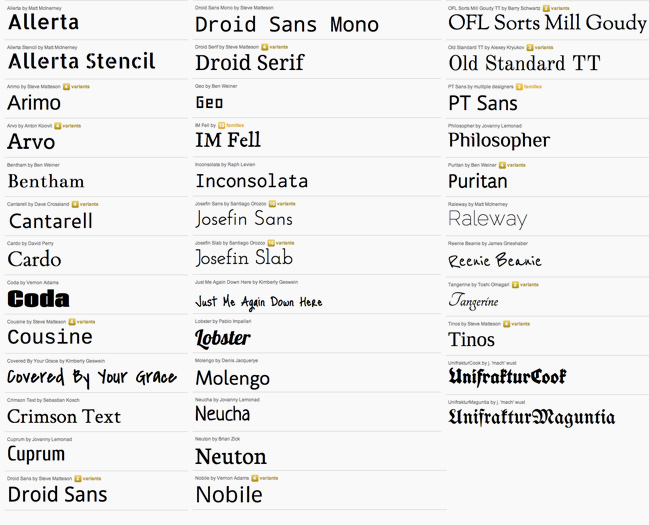 Allerta by Matt McInerney
Allerta
Allerta Stencil by Matt McInerney
Allerta Stencil
Arimo by Steve Matteson 4 variants
Arimo
Arvo by Anton Koovit 4 variants
Arvo
Bentham by Ben Weiner
Bentham
Cantarell by Dave Crossland 4 variants
Cantarell
Cardo by David Perry
Cardo
Coda by Vernon Adams
Coda
Cousine by Steve Matteson 4 variants
Cousine
Covered By Your Grace by Kimberly Geswein
Covered By Your Grace
Crimson Text by Sebastian Kosch
Crimson Text
Cuprum by Jovanny Lemonad
Cuprum
Droid Sans by Steve Matteson 2 variants
Droid Sans
Droid Sans Mono by Steve Matteson
Droid Sans Mono
Droid Serif by Steve Matteson 4 variants
Droid Serif
Geo by Ben Weiner
Geo
IM Fell by families
IM Fell
Inconsolata by Raph Levien
Inconsolata
Josefin Sans by Santiago Orozco 10 variants
Josefin Sans
Josefin Slab by Santiago Orozco 10 variants
Josefin Slab
Just Me Again Down Here by Kimberly Geswein
Just Me Again Down Here
Lobster by Pablo Impallari
Lobster
Molengo by Denis Jacquerye
Molengo
Neucha by Jovanny Lemonad
Neucha
Neuton by Brian Zick
Neuton
Nobile by Vernon Adams 4 variants
Nobile
OFL Sorts Mill Goudy TT by Barry Schwartz 2 variants
OFL Sorts Mill Goudy
Old Standard TT by Alexey Kryukov 3 variants
Old Standard TT
PT Sans by multiple designers families
PT Sans
Philosopher by Jovanny Lemonad
Philosopher
Puritan by Ben Weiner 4 variants
Puritan
Raleway by Matt McInerney
Raleway
Reenie Beanie by James Grieshaber
Reenie Beanie
Tangerine by Toshi Omagari 2 variants
Tangerine
Tinos by Steve Matteson 4 variants
Tinos
UnifrakturCook by j. 'mach' wust
UnifrakturCook
UnifrakturMaguntia by j. 'mach' wust
UnifrakturMaguntia